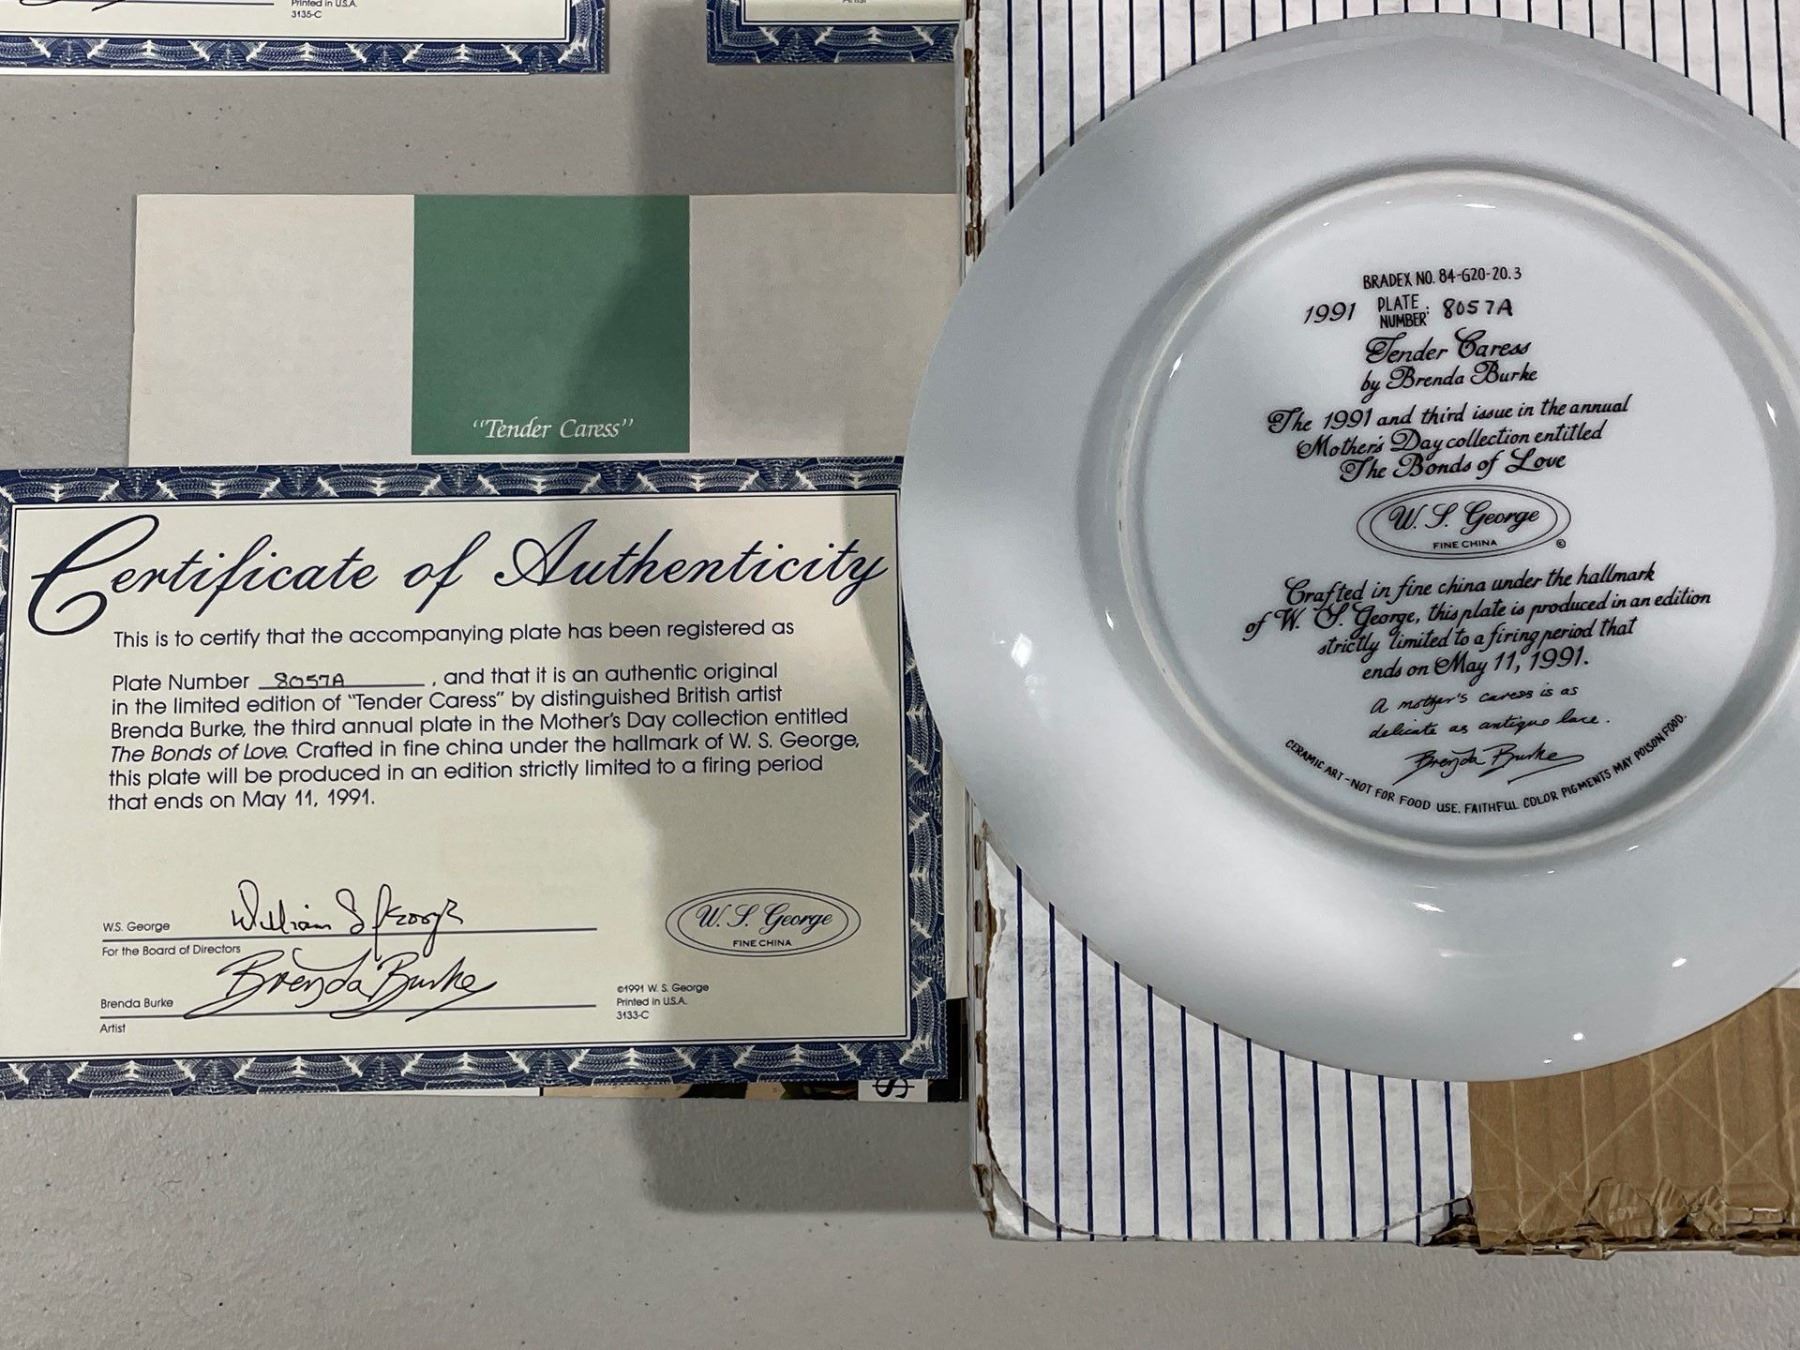 Printed in U.S.A.
3135-C
Artist
"Tender Caress"
Certificate of Authenticity
This is to certify that the accompanying plate has been registered as
Plate Number 8057A, and that it is an authentic original
in the limited edition of "Tender Caress" by distinguished British artist
Brenda Burke, the third annual plate in the Mother's Day collection entitled
The Bonds of Love. Crafted in fine china under the hallmark of W. S. George,
this plate will be produced in an edition strictly limited to a firing period
that ends on May 11, 1991.
W.S. George William S George
For the Board of Directors
Brenda Burke Brenda Burke
Artist
W. S. George
FINE CHINA
©1991 W. S. George
Printed in U.S.A.
3133-C
BRADEX NO. 84-G20-20.3
1991 PLATE NUMBER: 8057A
Tender Caress
by Brenda Burke
The 1991 and third issue in the annual
Mother's Day collection entitled
The Bonds of Love
W. S. George
FINE CHINA
©
Crafted in fine china under the hallmark
of W. S. George, this plate is produced in an edition
strictly limited to a firing period that
ends on May 11, 1991.
A mother's caress is as
delicate as antique lace.
Brenda Burke
CERAMIC ART - NOT FOR FOOD USE. FAITHFUL COLOR PIGMENTS MAY POISON FOOD.